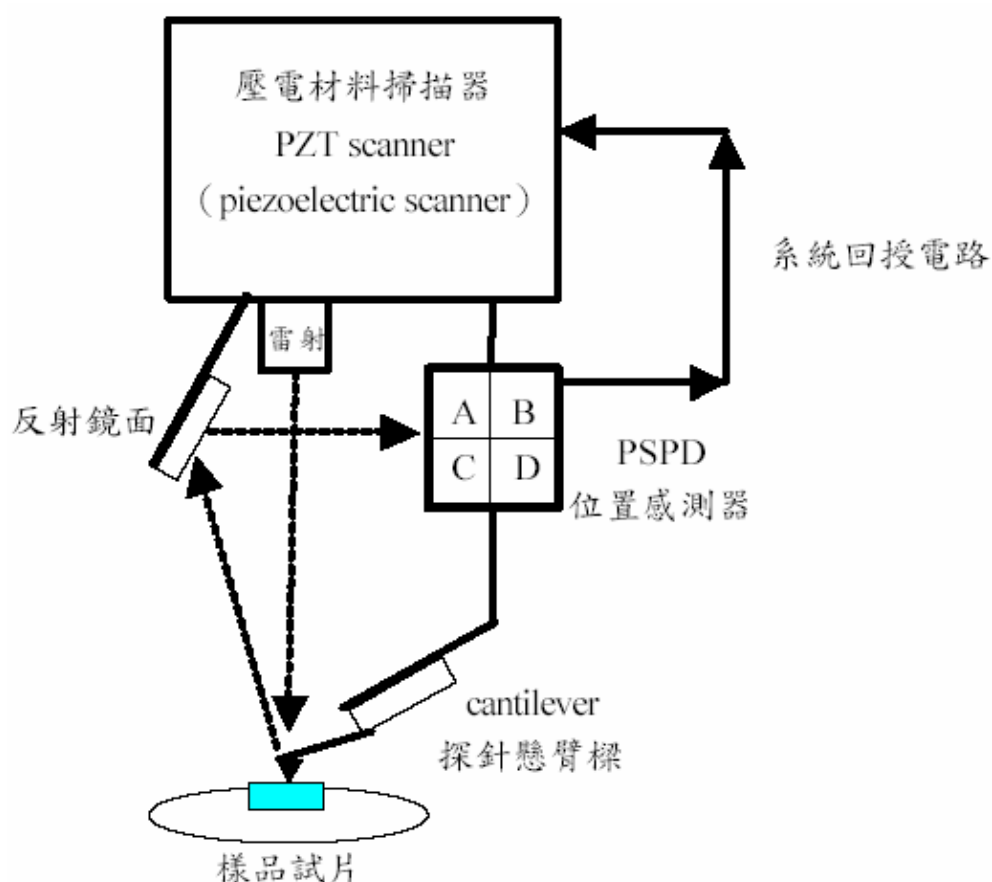 壓電材料掃描器
PZT scanner
（piezoelectric scanner）
系統回授電路
雷射
反射鏡面
A B
C D
PSPD
位置感測器
cantilever
探針懸臂樑
樣品試片